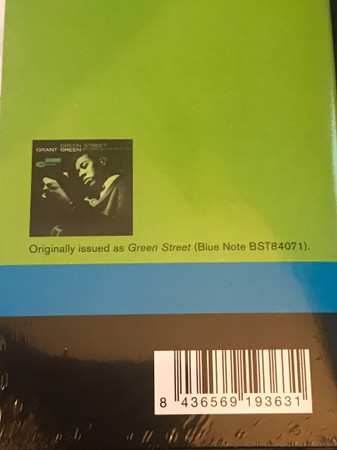 GREEN STREET
GRANT GREEN
Originally issued as Green Street (Blue Note BST84071).
8 436569 193631